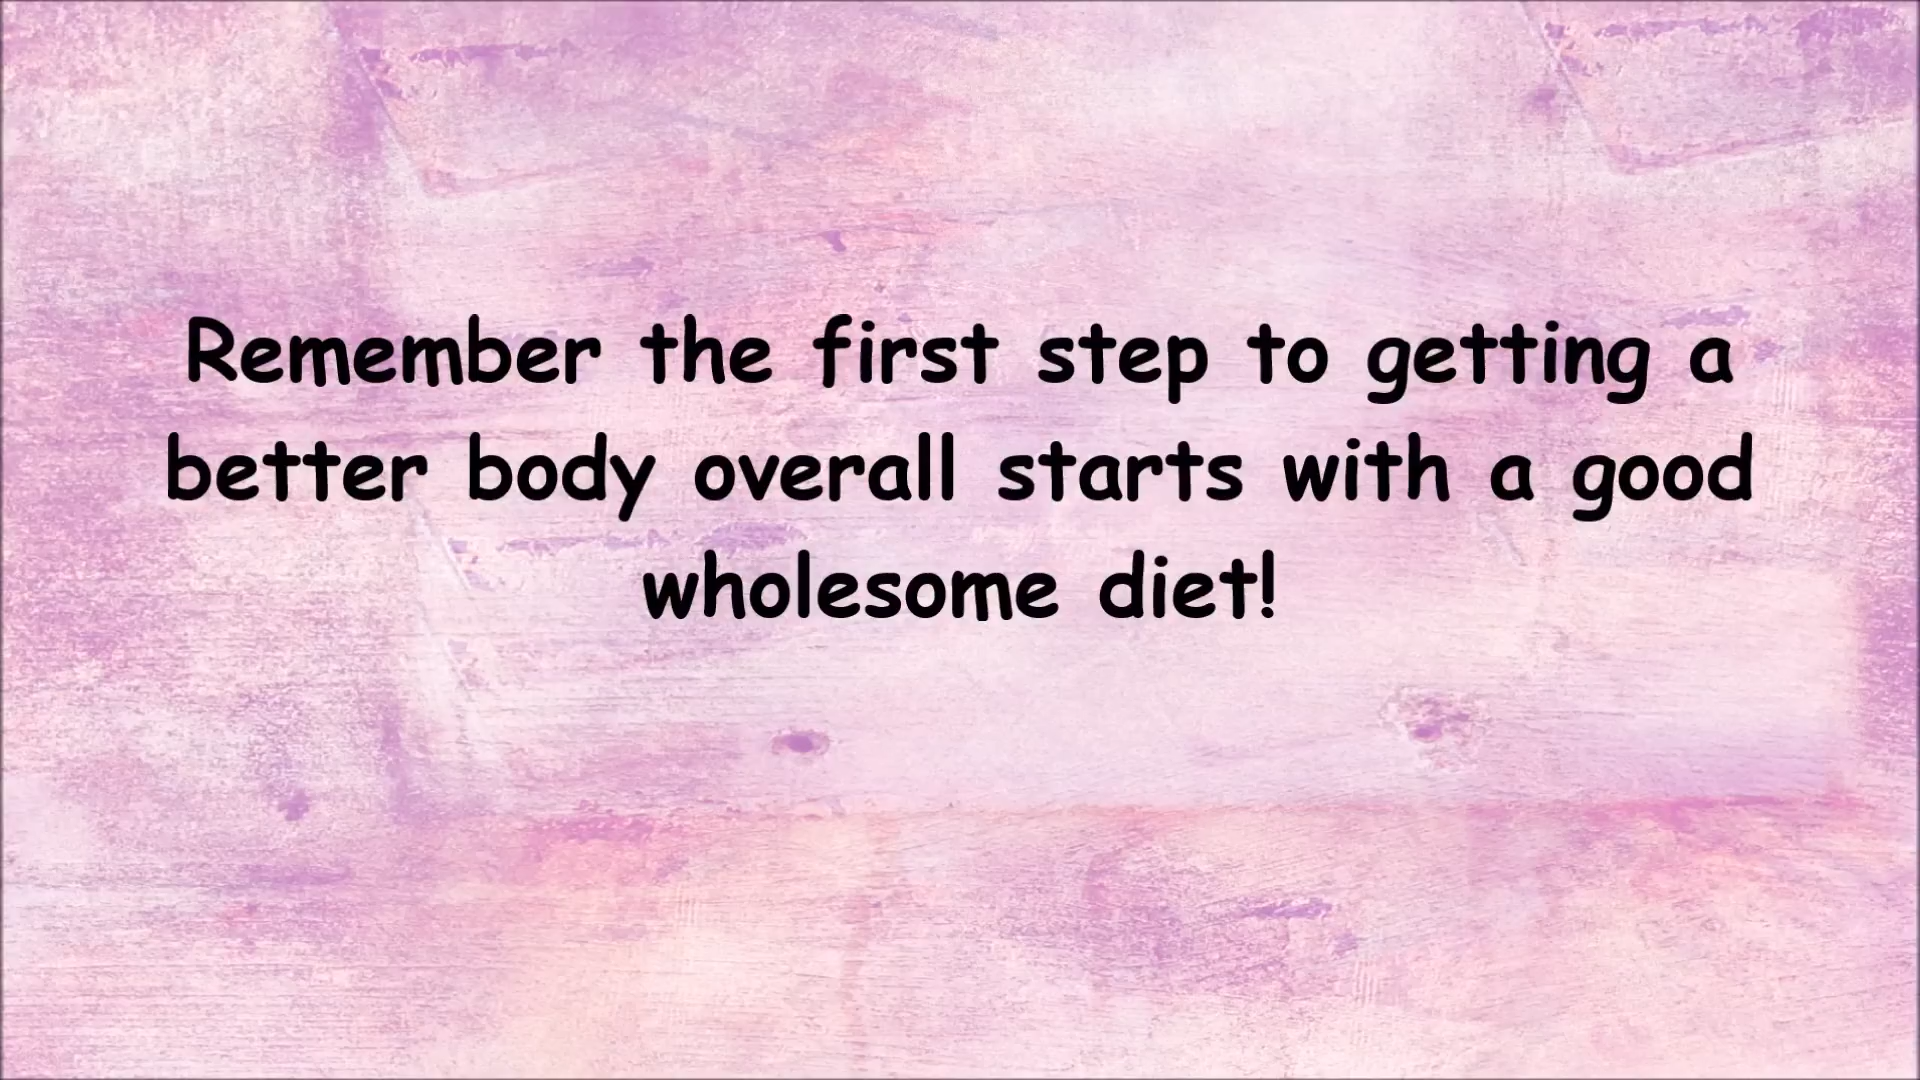 Remember the first step to getting a
better body overall starts with a good
wholesome diet!